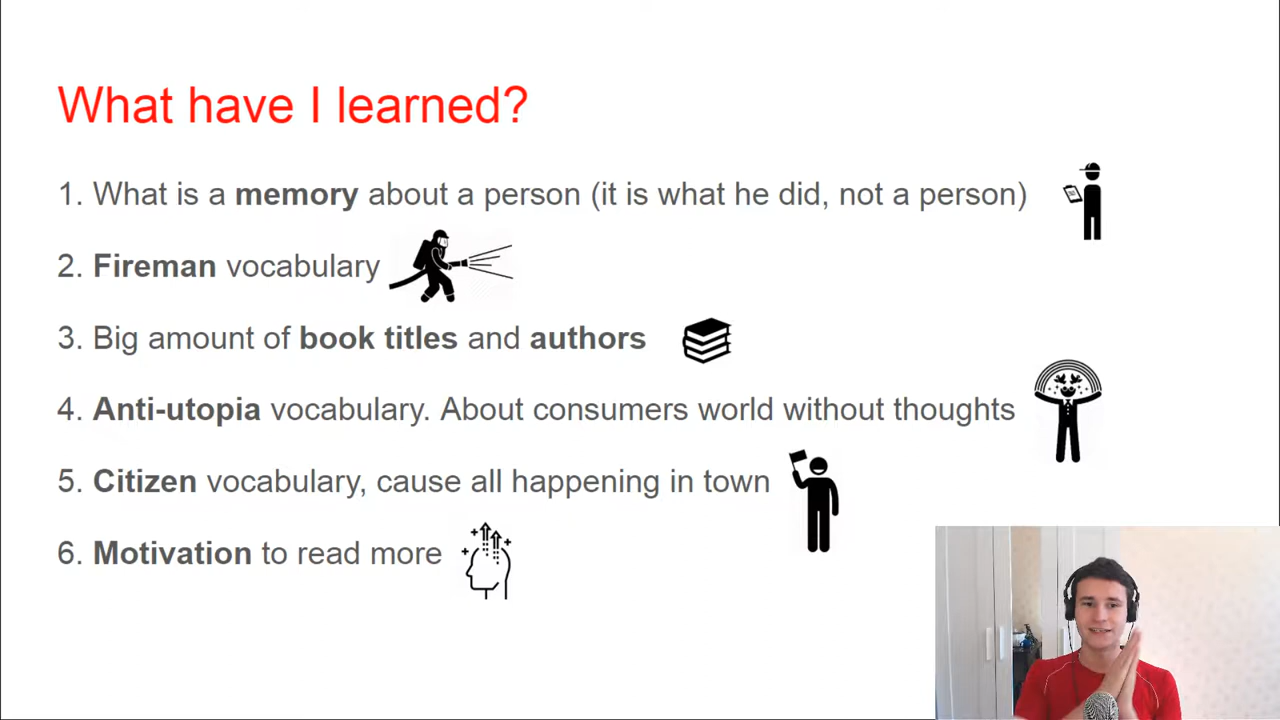 What have I learned?
1. What is a memory about a person (it is what he did, not a person)
2. Fireman vocabulary
3. Big amount of book titles and authors
4. Anti-utopia vocabulary. About consumers world without thoughts
5. Citizen vocabulary, cause all happening in town
6. Motivation to read more